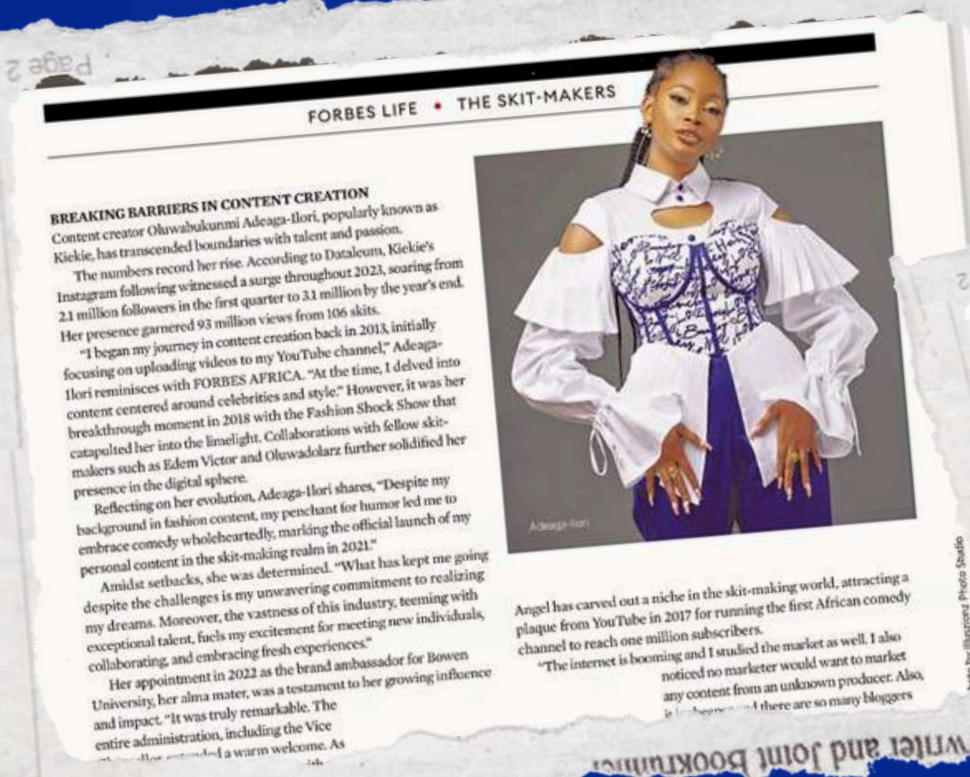 Page 2
FORBES LIFE • THE SKIT-MAKERS
BREAKING BARRIERS IN CONTENT CREATION
Content creator Oluwabukunmi Adeaga-Ilori, popularly known as
Kiekie, has transcended boundaries with talent and passion.
The numbers record her rise. According to Dataleum, Kiekie's
Instagram following witnessed a surge throughout 2023, soaring from
2.1 million followers in the first quarter to 3.1 million by the year's end.
Her presence garnered 93 million views from 106 skits.
"I began my journey in content creation back in 2013, initially
focusing on uploading videos to my YouTube channel," Adeaga-
Ilori reminisces with FORBES AFRICA. "At the time, I delved into
content centered around celebrities and style." However, it was her
breakthrough moment in 2018 with the Fashion Shock Show that
catapulted her into the limelight. Collaborations with fellow skit-
makers such as Edem Victor and Oluwadolarz further solidified her
presence in the digital sphere.
Reflecting on her evolution, Adeaga-Ilori shares, "Despite my
background in fashion content, my penchant for humor led me to
embrace comedy wholeheartedly, marking the official launch of my
personal content in the skit-making realm in 2021."
Amidst setbacks, she was determined. "What has kept me going
despite the challenges is my unwavering commitment to realizing
my dreams. Moreover, the vastness of this industry, teeming with
exceptional talent, fuels my excitement for meeting new individuals,
collaborating, and embracing fresh experiences."
Her appointment in 2022 as the brand ambassador for Bowen
University, her alma mater, was a testament to her growing influence
and impact. "It was truly remarkable. The
entire administration, including the Vice
a warm welcome. As
Adeaga-Ilori
Angel has carved out a niche in the skit-making world, attracting a
plaque from YouTube in 2017 for running the first African comedy
channel to reach one million subscribers.
"The internet is booming and I studied the market as well. I also
noticed no marketer would want to market
any content from an unknown producer. Also,
there are so many bloggers
Photo Studio
writer and Joint Bookrunner